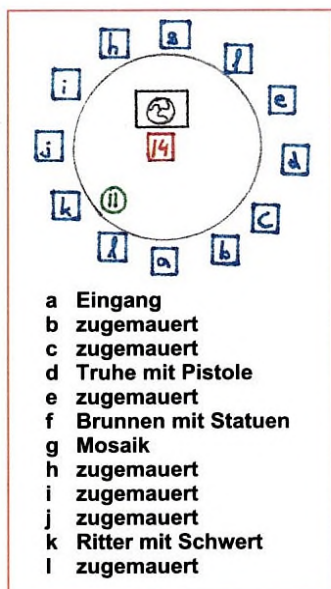 h g f
i e
j 14 d
k 11 c
l a b
a Eingang
b zugemauert
c zugemauert
d Truhe mit Pistole
e zugemauert
f Brunnen mit Statuen
g Mosaik
h zugemauert
i zugemauert
j zugemauert
k Ritter mit Schwert
l zugemauert